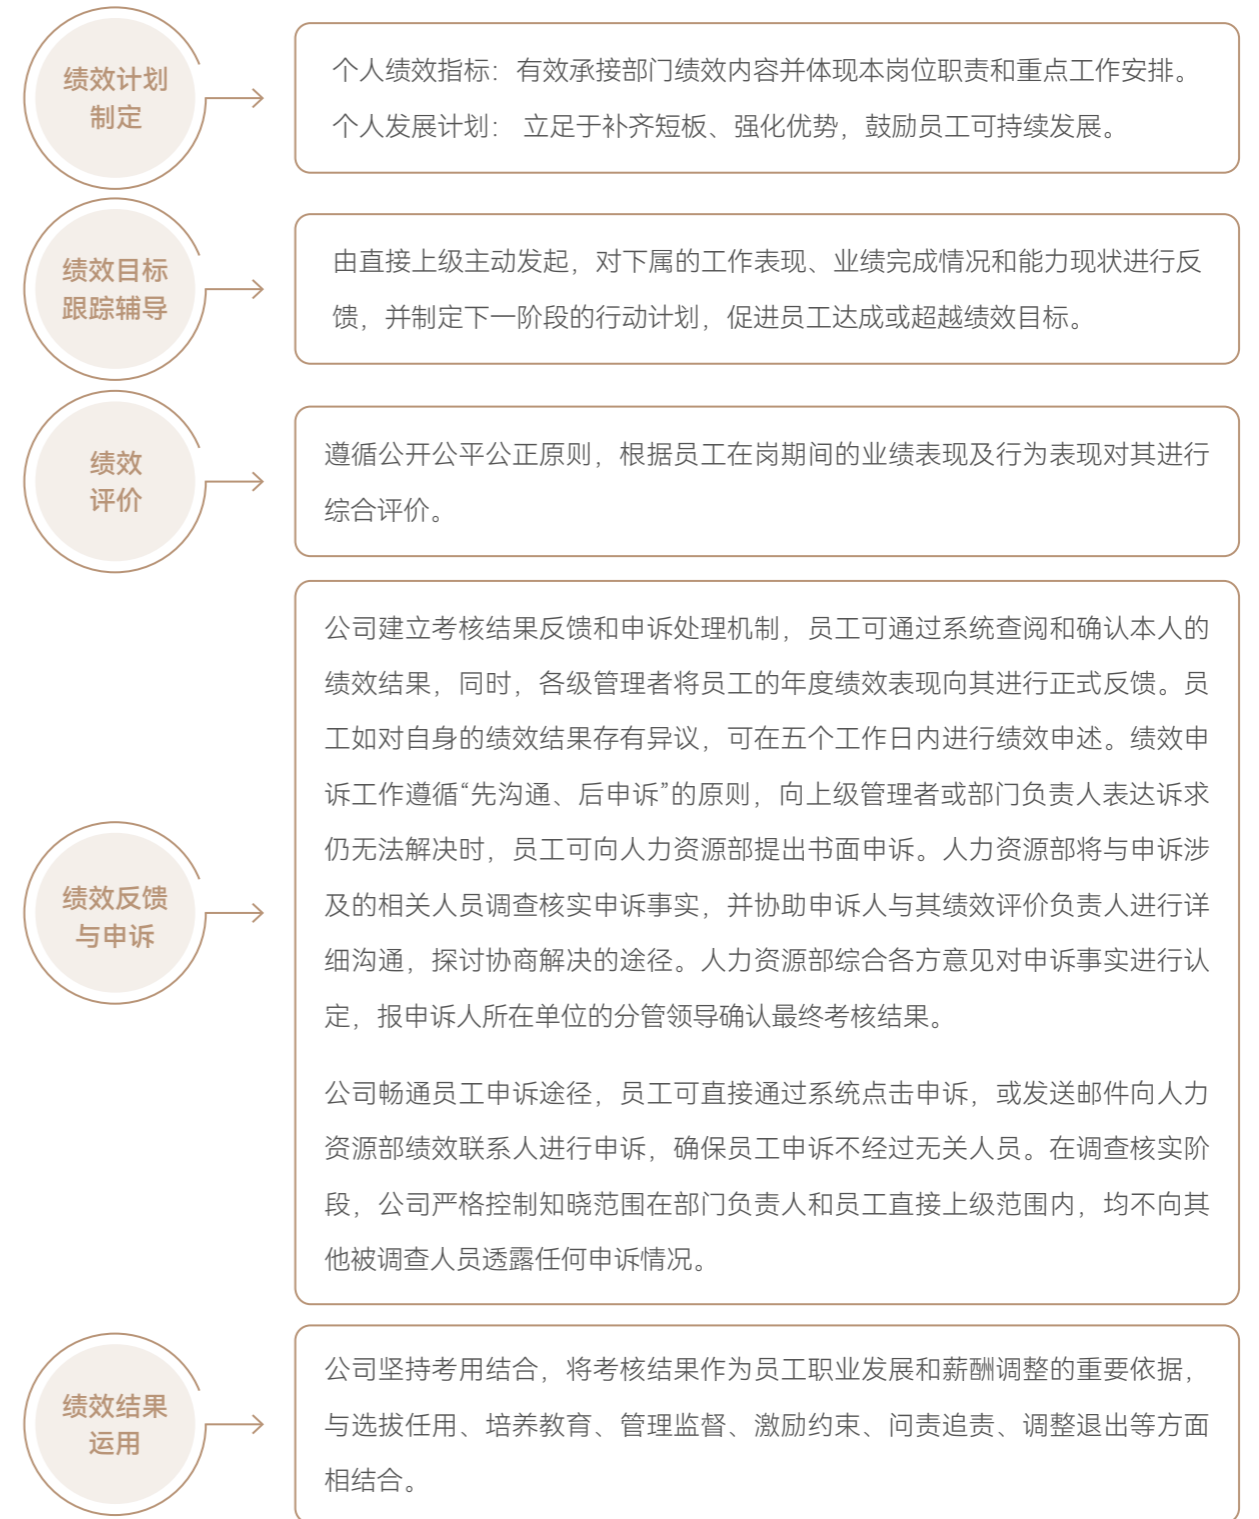 绩效计划
制定
个人绩效指标：有效承接部门绩效内容并体现本岗位职责和重点工作安排。
个人发展计划： 立足于补齐短板、强化优势，鼓励员工可持续发展。
绩效目标
跟踪辅导
由直接上级主动发起，对下属的工作表现、业绩完成情况和能力现状进行反
馈，并制定下一阶段的行动计划，促进员工达成或超越绩效目标。
绩效
评价
遵循公开公平公正原则，根据员工在岗期间的业绩表现及行为表现对其进行
综合评价。
绩效反馈
与申诉
公司建立考核结果反馈和申诉处理机制，员工可通过系统查阅和确认本人的
绩效结果，同时，各级管理者将员工的年度绩效表现向其进行正式反馈。员
工如对自身的绩效结果存有异议，可在五个工作日内进行绩效申述。绩效申
诉工作遵循“先沟通、后申诉”的原则，向上级管理者或部门负责人表达诉求
仍无法解决时，员工可向人力资源部提出书面申诉。人力资源部将与申诉涉
及的相关人员调查核实申诉事实，并协助申诉人与其绩效评价负责人进行详
细沟通，探讨协商解决的途径。人力资源部综合各方意见对申诉事实进行认
定，报申诉人所在单位的分管领导确认最终考核结果。
公司畅通员工申诉途径，员工可直接通过系统点击申诉，或发送邮件向人力
资源部绩效联系人进行申诉，确保员工申诉不经过无关人员。在调查核实阶
段，公司严格控制知晓范围在部门负责人和员工直接上级范围内，均不向其
他被调查人员透露任何申诉情况。
绩效结果
运用
公司坚持考用结合，将考核结果作为员工职业发展和薪酬调整的重要依据，
与选拔任用、培养教育、管理监督、激励约束、问责追责、调整退出等方面
相结合。